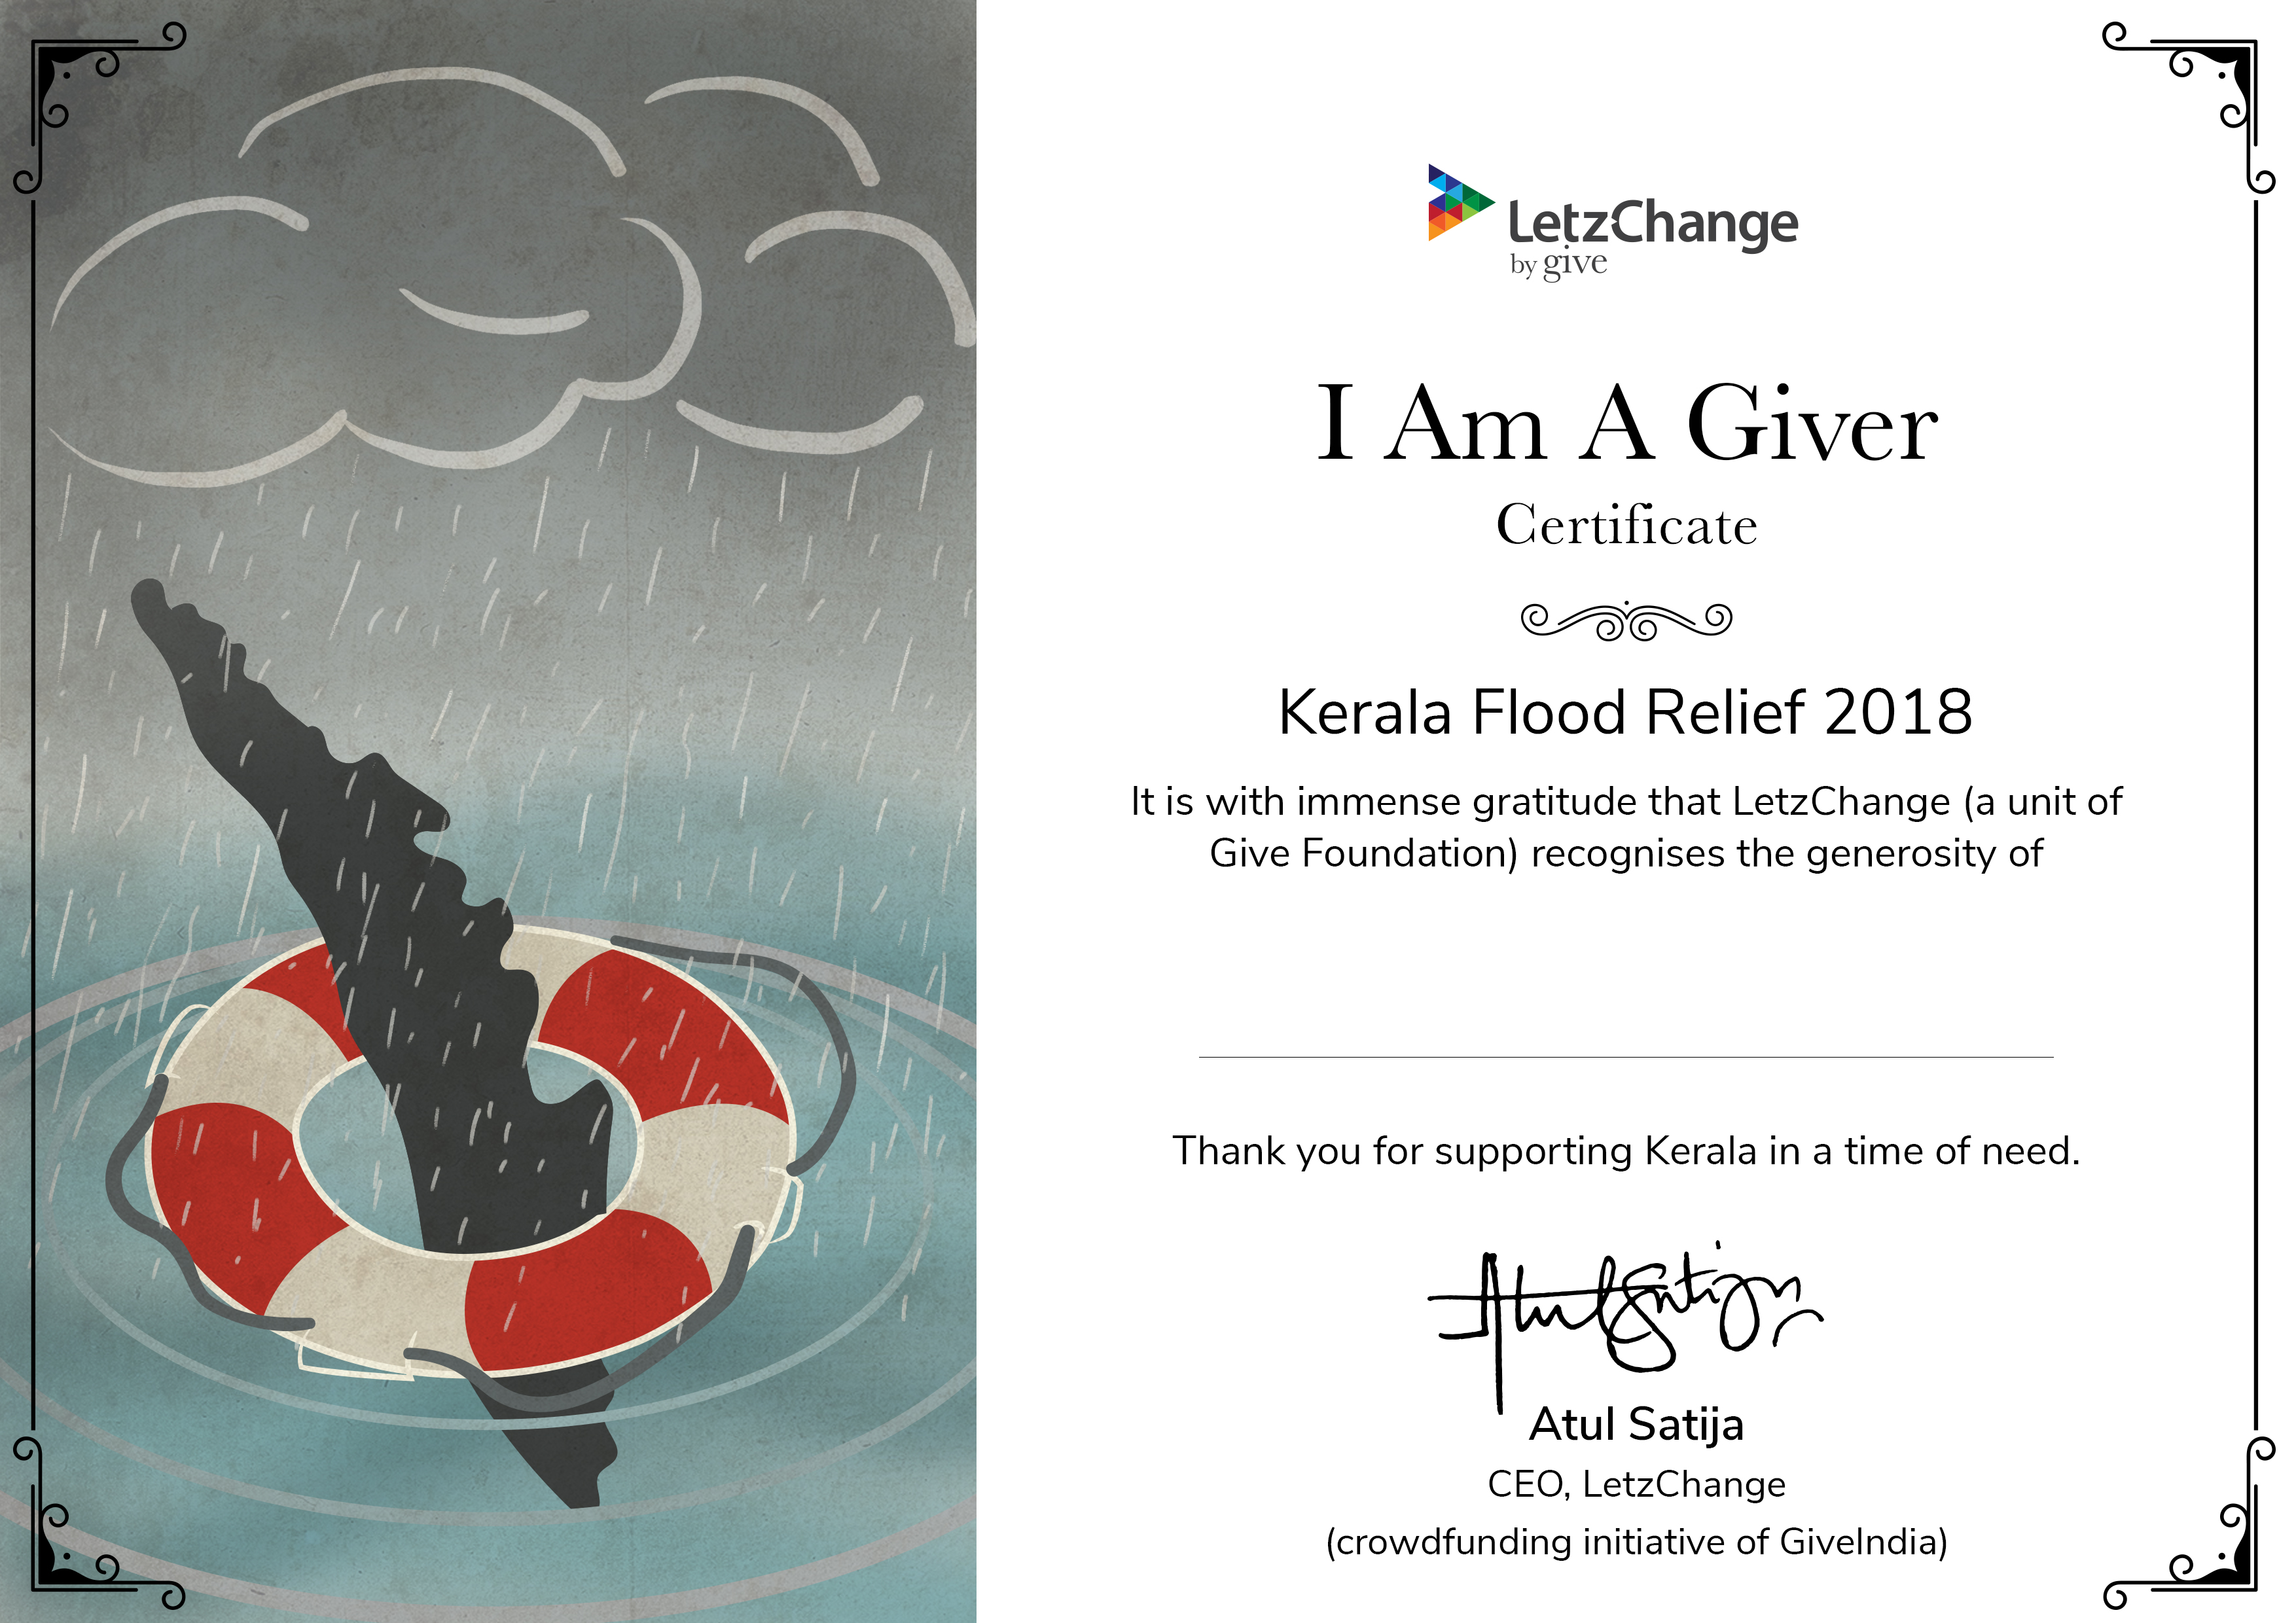 LetzChange
by give
I Am A Giver
Certificate
Kerala Flood Relief 2018
It is with immense gratitude that LetzChange (a unit of
Give Foundation) recognises the generosity of
Thank you for supporting Kerala in a time of need.
Atul Satija
Atul Satija
CEO, LetzChange
(crowdfunding initiative of GiveIndia)